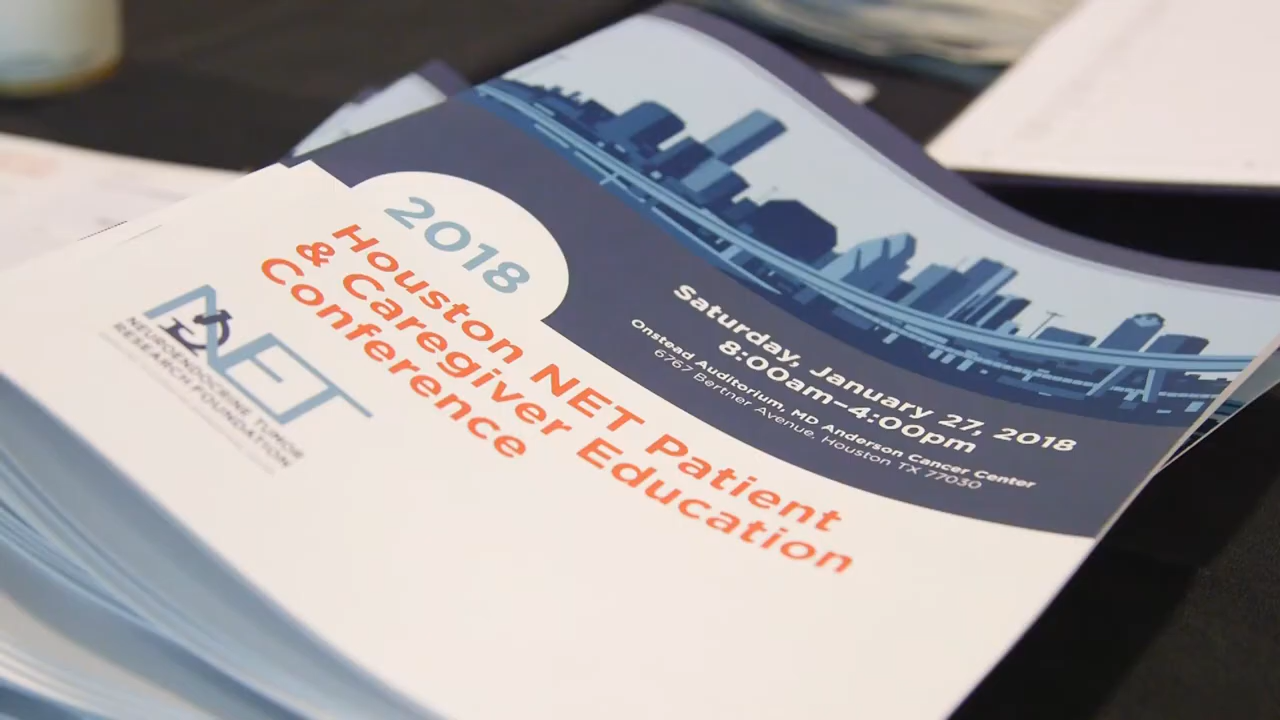 2018
Houston NET Patient
& Caregiver Education
Conference
Saturday, January 27, 2018
8:00am–4:00pm
Onstead Auditorium, MD Anderson Cancer Center
6767 Bertner Avenue, Houston TX 77030
NET
NEUROENDOCRINE TUMOR
RESEARCH FOUNDATION